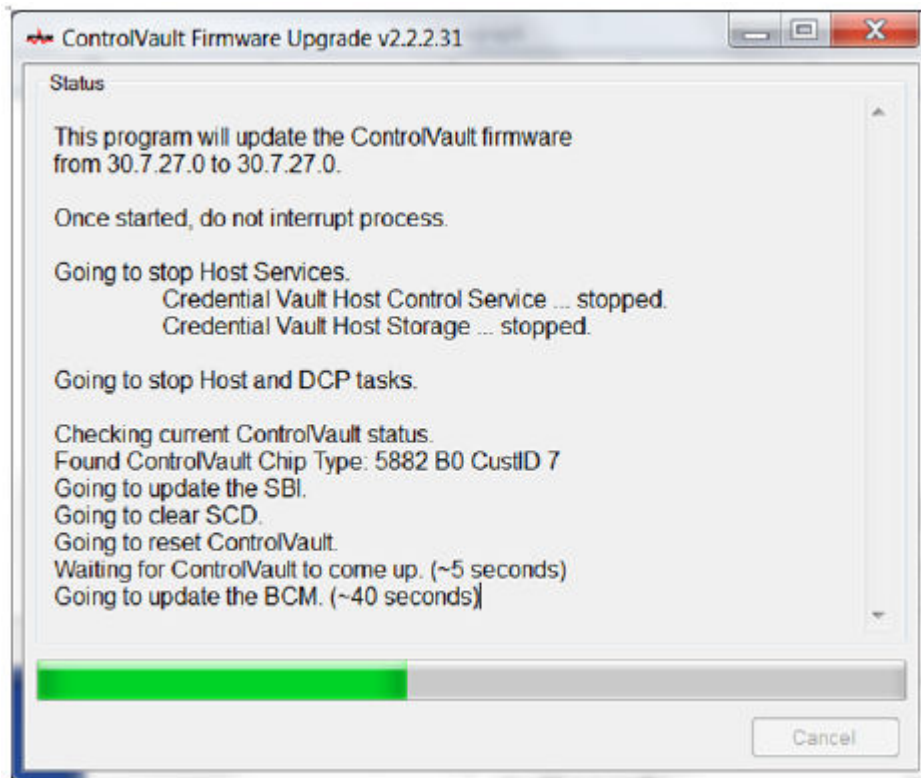 ControlVault Firmware Upgrade v2.2.2.31
Status
This program will update the ControlVault firmware
from 30.7.27.0 to 30.7.27.0.
Once started, do not interrupt process.
Going to stop Host Services.
Credential Vault Host Control Service ... stopped.
Credential Vault Host Storage ... stopped.
Going to stop Host and DCP tasks.
Checking current ControlVault status.
Found ControlVault Chip Type: 5882 B0 CustID 7
Going to update the SBI.
Going to clear SCD.
Going to reset ControlVault.
Waiting for ControlVault to come up. (~5 seconds)
Going to update the BCM. (~40 seconds)
Cancel